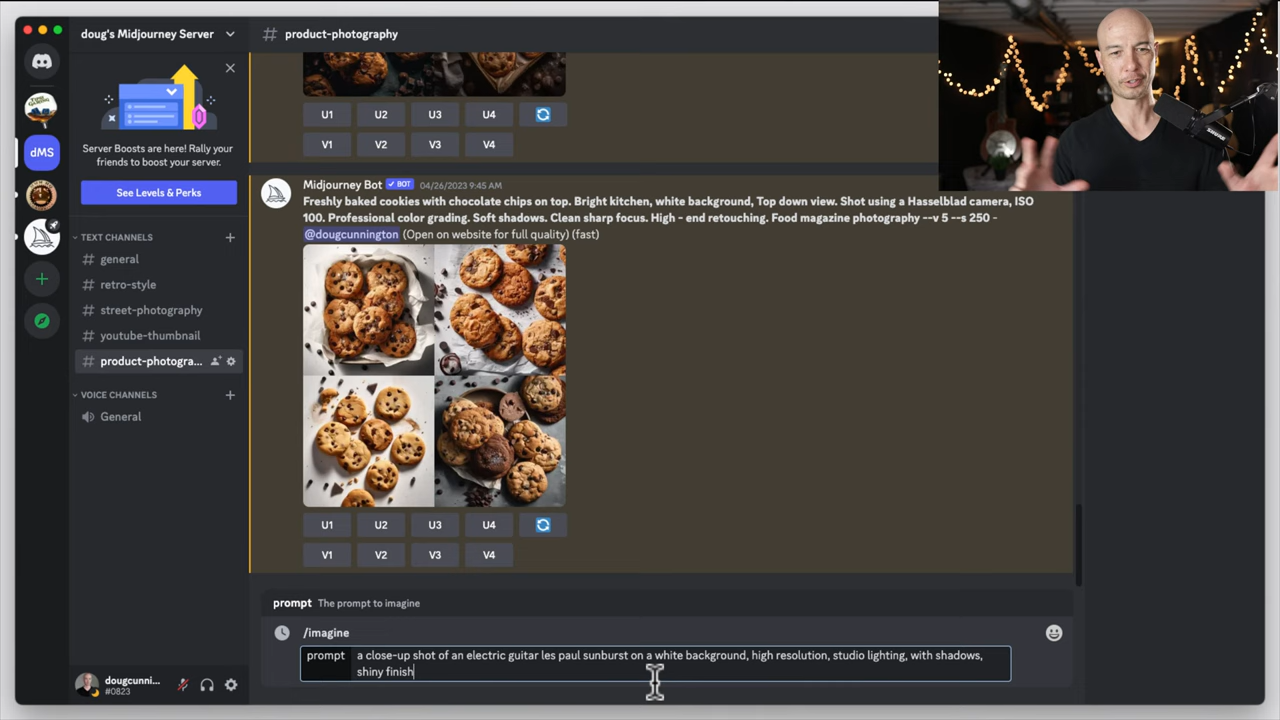 doug's Midjourney Server
Server Boosts are here! Rally your
friends to boost your server.
See Levels & Perks
TEXT CHANNELS
general
retro-style
street-photography
youtube-thumbnail
product-photogra...
VOICE CHANNELS
General
dMS
dougcunni...
#0823
# product-photography
U1 U2 U3 U4
V1 V2 V3 V4
Midjourney Bot ✓ BOT 04/26/2023 9:45 AM
Freshly baked cookies with chocolate chips on top. Bright kitchen, white background, Top down view. Shot using a Hasselblad camera, ISO
100. Professional color grading. Soft shadows. Clean sharp focus. High - end retouching. Food magazine photography --v 5 --s 250 -
@dougcunnington (Open on website for full quality) (fast)
U1 U2 U3 U4
V1 V2 V3 V4
prompt The prompt to imagine
/imagine
prompt a close-up shot of an electric guitar les paul sunburst on a white background, high resolution, studio lighting, with shadows,
shiny finish
SHURE